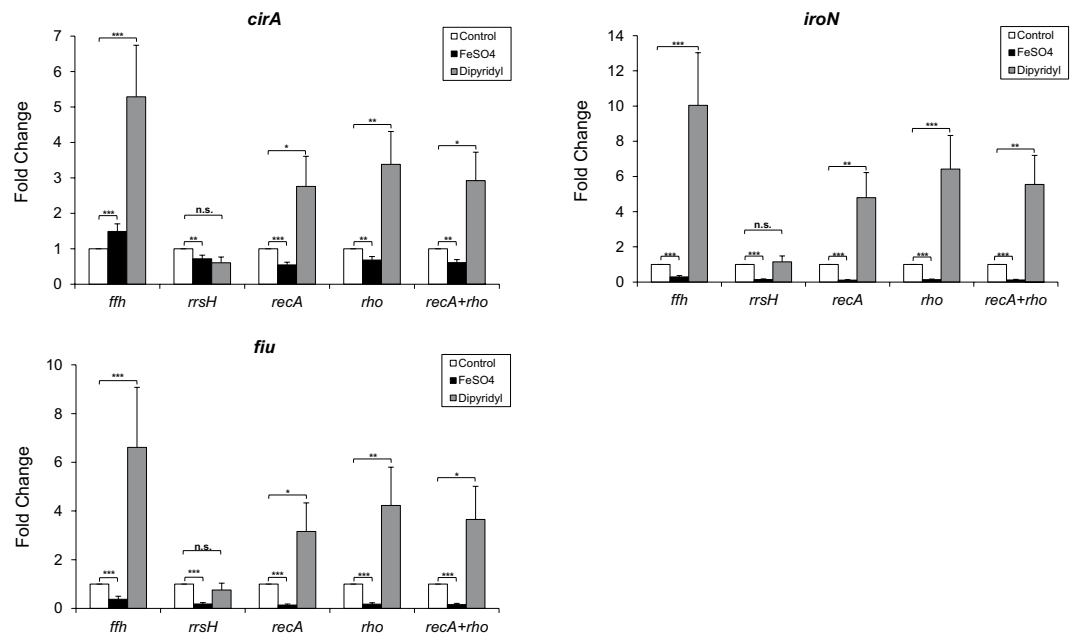 cirA
Fold Change
7
6
5
4
3
2
1
0
Control
FeSO4
Dipyridyl
*** *** ** n.s. *** * ** ** ** *
ffh rrsH recA rho recA+rho
iroN
Fold Change
14
12
10
8
6
4
2
0
Control
FeSO4
Dipyridyl
*** *** *** n.s. *** ** *** *** *** **
ffh rrsH recA rho recA+rho
fiu
Fold Change
10
8
6
4
2
0
Control
FeSO4
Dipyridyl
*** *** *** n.s. *** * *** ** *** *
ffh rrsH recA rho recA+rho